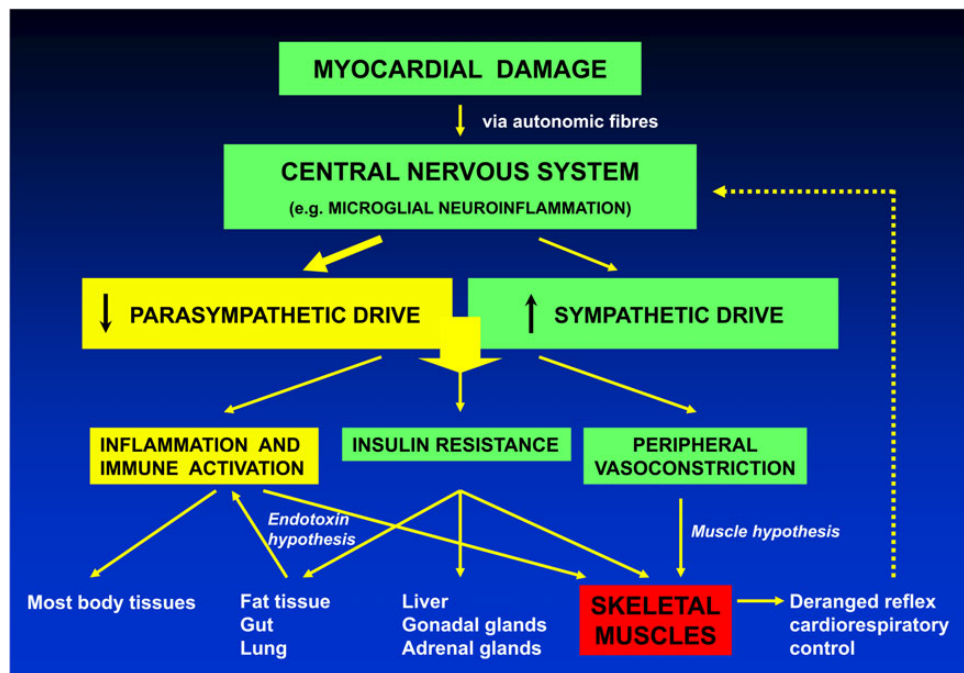 MYOCARDIAL DAMAGE
via autonomic fibres
CENTRAL NERVOUS SYSTEM
(e.g. MICROGLIAL NEUROINFLAMMATION)
PARASYMPATHETIC DRIVE
SYMPATHETIC DRIVE
INFLAMMATION AND
IMMUNE ACTIVATION
INSULIN RESISTANCE
PERIPHERAL
VASOCONSTRICTION
Endotoxin
hypothesis
Muscle hypothesis
Most body tissues
Fat tissue
Gut
Lung
Liver
Gonadal glands
Adrenal glands
SKELETAL
MUSCLES
Deranged reflex
cardiorespiratory
control